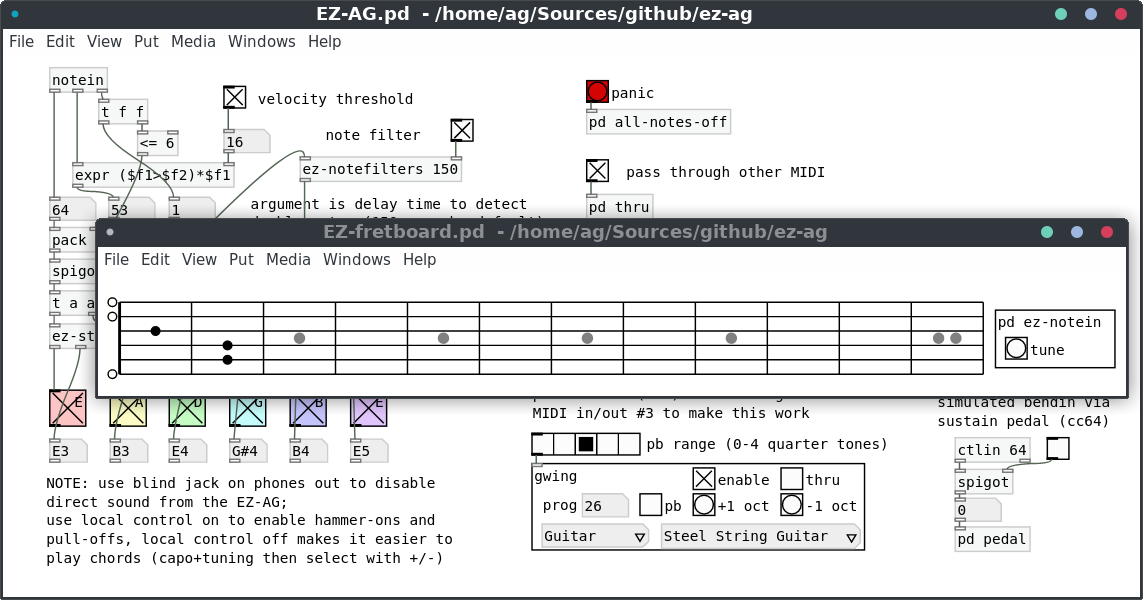 EZ-AG.pd - /home/ag/Sources/github/ez-ag
File Edit View Put Media Windows Help
notein
t f f
<= 6
velocity threshold
16
note filter
expr ($f1>$f2)*$f1
ez-notefilters 150
64
53
1
argument is delay time to detect
panic
pd all-notes-off
pass through other MIDI
pd thru
pack
spigo
t a a
ez-st
EZ-fretboard.pd - /home/ag/Sources/github/ez-ag
File Edit View Put Media Windows Help
pd ez-notein
tune
E
A
D
G
B
E
E3
B3
E4
G#4
B4
E5
NOTE: use blind jack on phones out to disable
direct sound from the EZ-AG;
use local control on to enable hammer-ons and
pull-offs, local control off makes it easier to
play chords (capo+tuning then select with +/-)
MIDI in/out #3 to make this work
pb range (0-4 quarter tones)
gwing
enable
thru
prog 26
pb
+1 oct
-1 oct
Guitar
Steel String Guitar
simulated bendin via
sustain pedal (cc64)
ctlin 64
spigot
0
pd pedal